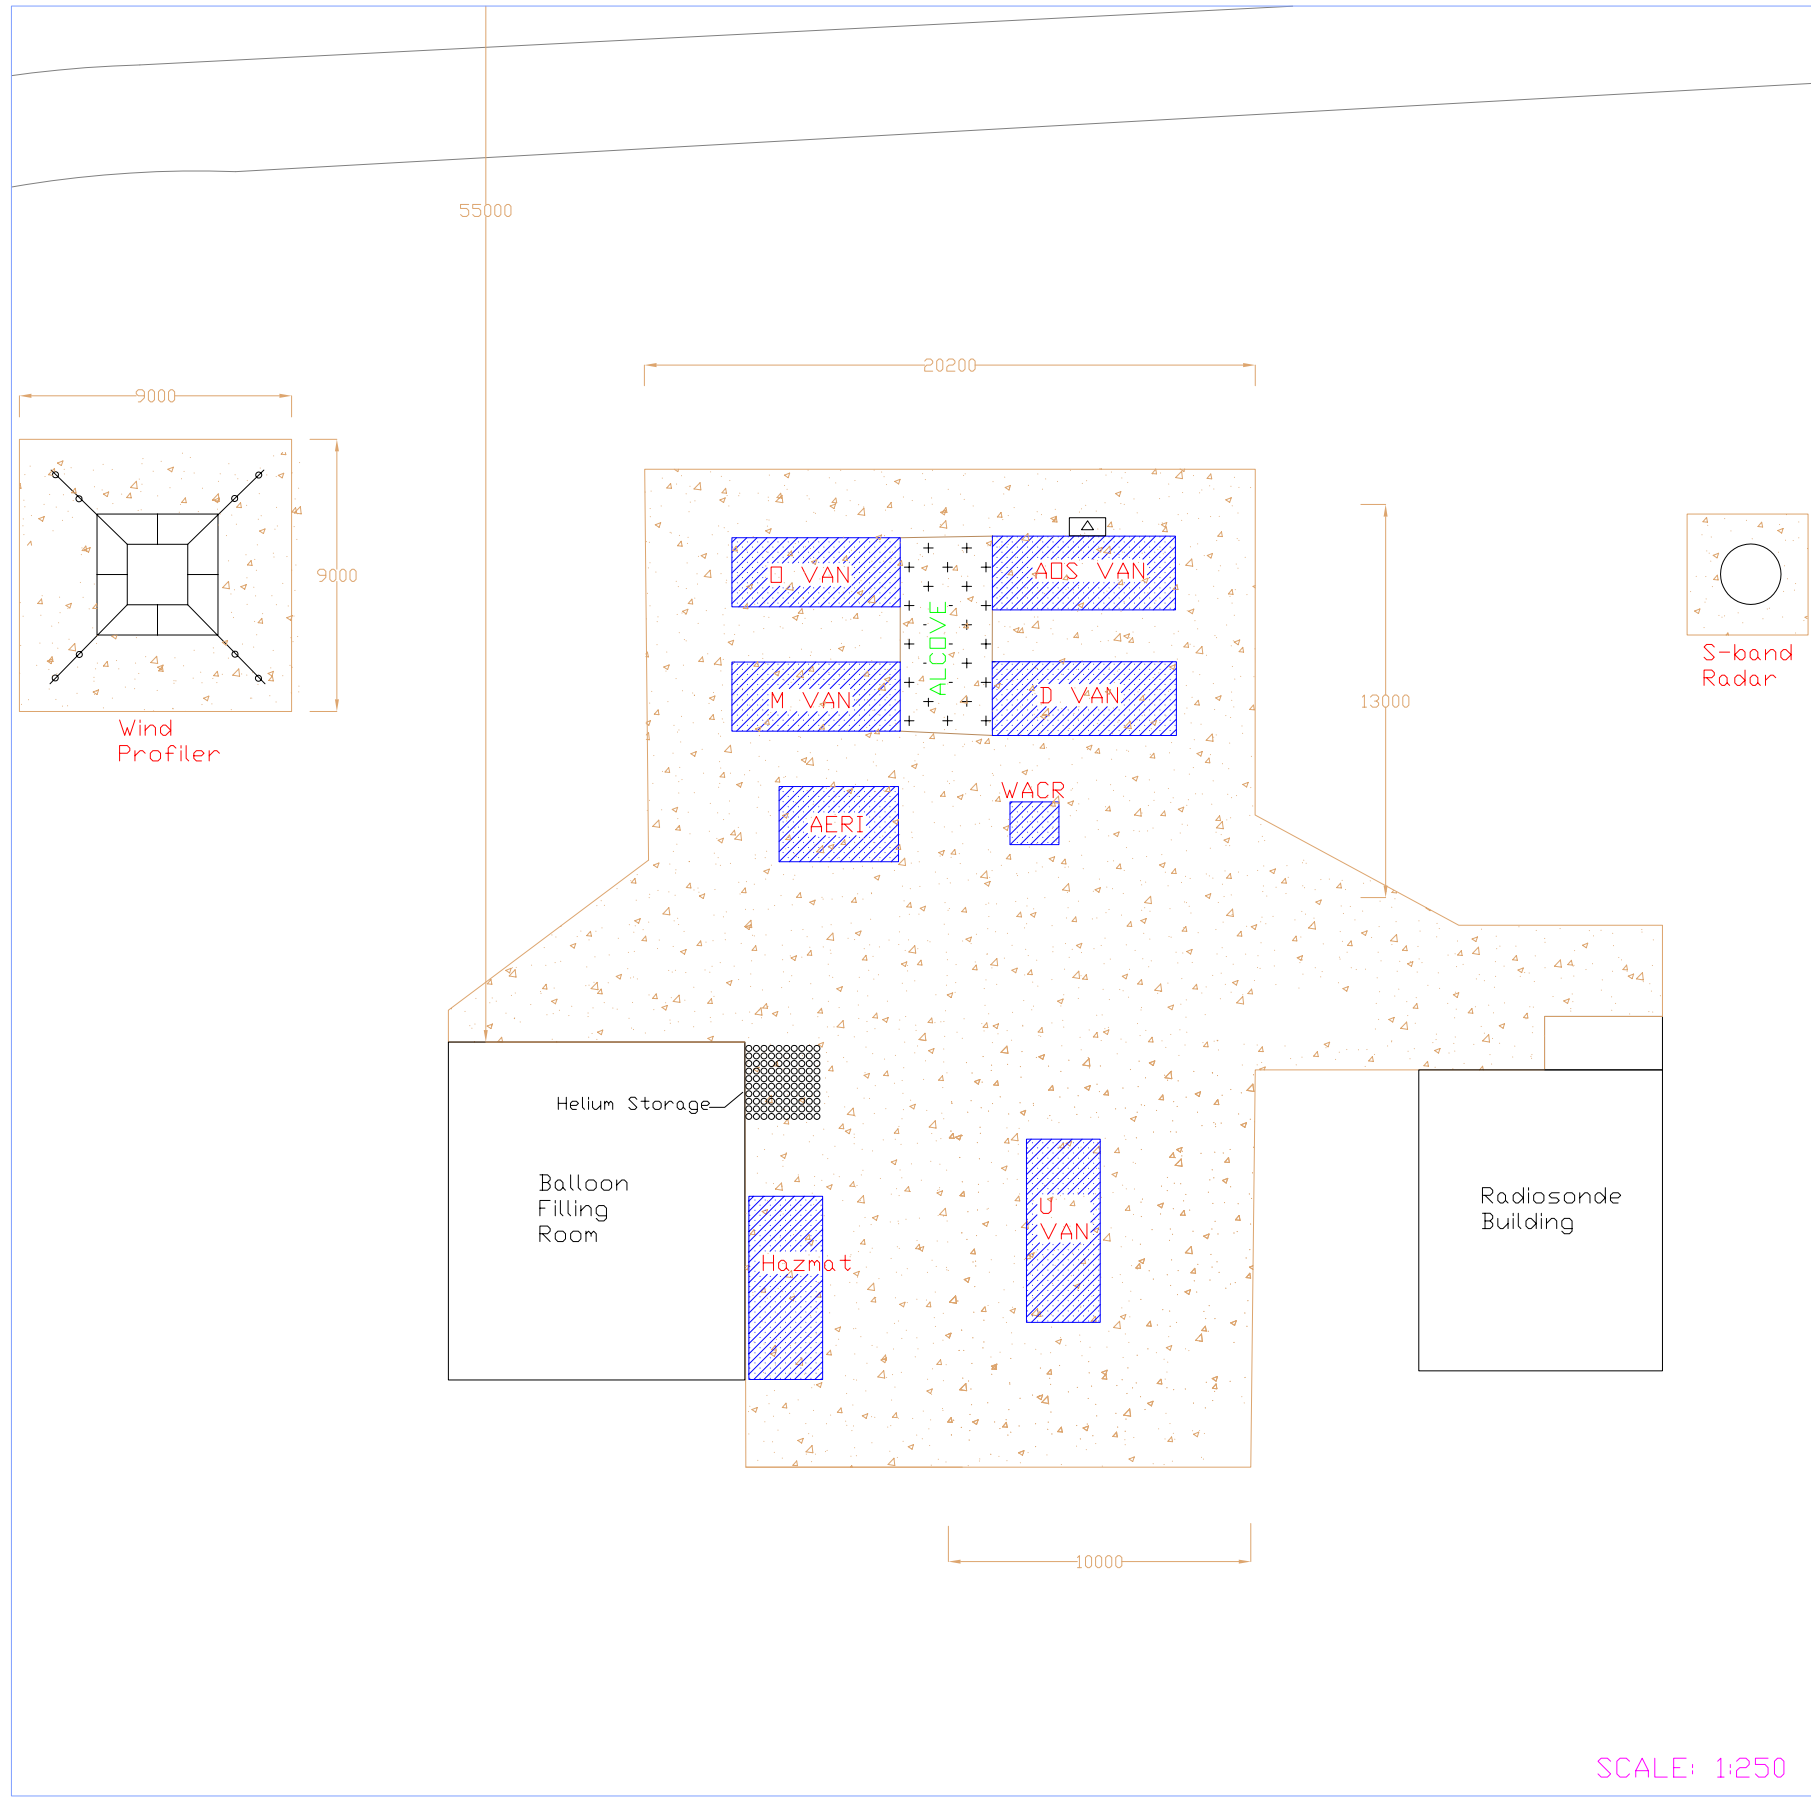 55000
20200
9000
9000
13000
O VAN
AOS VAN
ALCOVE
M VAN
D VAN
S-band
Radar
Wind
Profiler
WACR
AERI
Helium Storage
Balloon
Filling
Room
U
VAN
Radiosonde
Building
Hazmat
10000
SCALE: 1:250